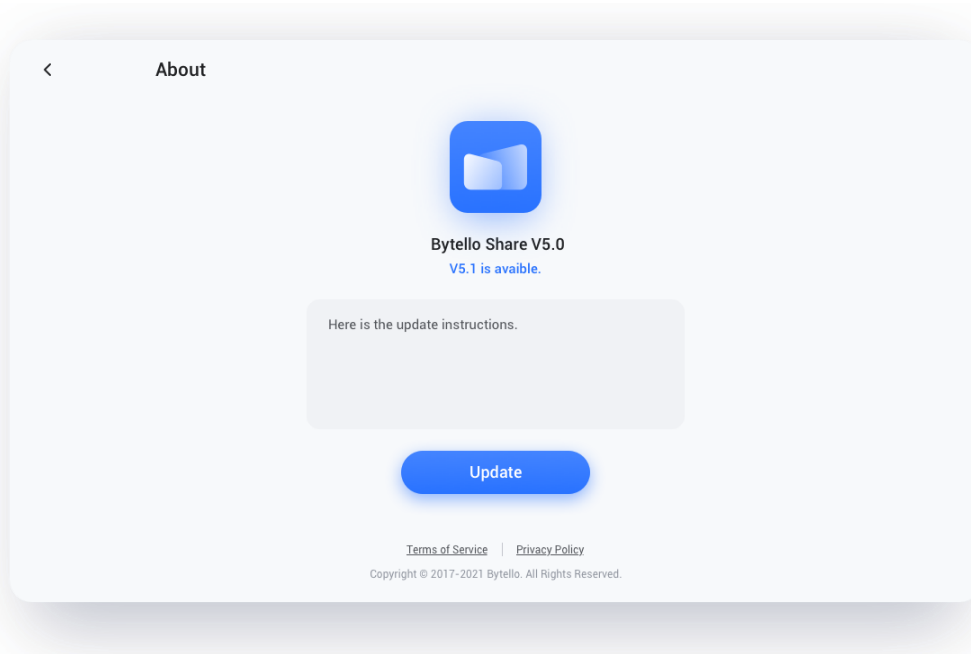 About
Bytello Share V5.0
V5.1 is avaible.
Here is the update instructions.
Update
Terms of Service | Privacy Policy
Copyright © 2017-2021 Bytello. All Rights Reserved.